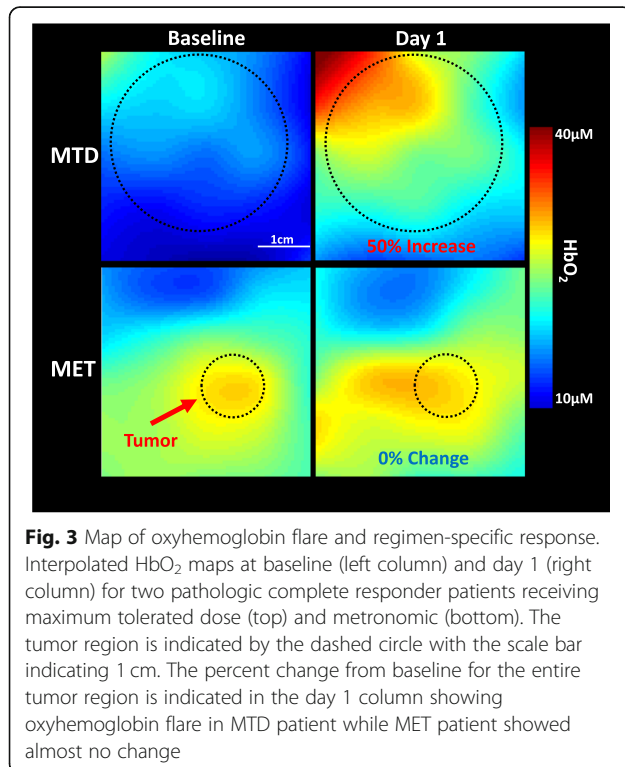 Baseline
Day 1
MTD
1cm
50% Increase
40µM
HbO₂
10µM
MET
Tumor
0% Change
Fig. 3 Map of oxyhemoglobin flare and regimen-specific response.
Interpolated HbO₂ maps at baseline (left column) and day 1 (right
column) for two pathologic complete responder patients receiving
maximum tolerated dose (top) and metronomic (bottom). The
tumor region is indicated by the dashed circle with the scale bar
indicating 1 cm. The percent change from baseline for the entire
tumor region is indicated in the day 1 column showing
oxyhemoglobin flare in MTD patient while MET patient showed
almost no change